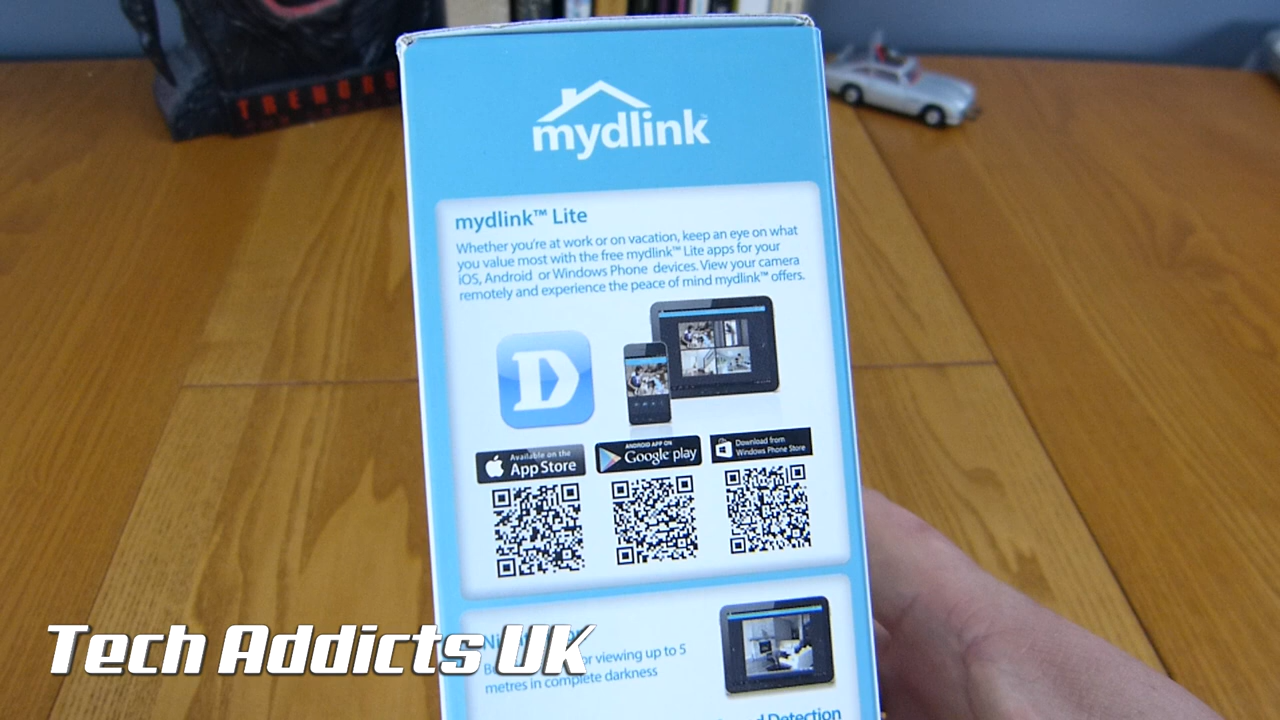 TREMORS
mydlink™
mydlink™ Lite
Whether you're at work or on vacation, keep an eye on what
you value most with the free mydlink™ Lite apps for your
iOS, Android or Windows Phone devices. View your camera
remotely and experience the peace of mind mydlink™ offers.
D
Available on the
App Store
ANDROID APP ON
Google play
Download from
Windows Phone Store
viewing up to 5
metres in complete darkness
Detection
Tech Addicts UK